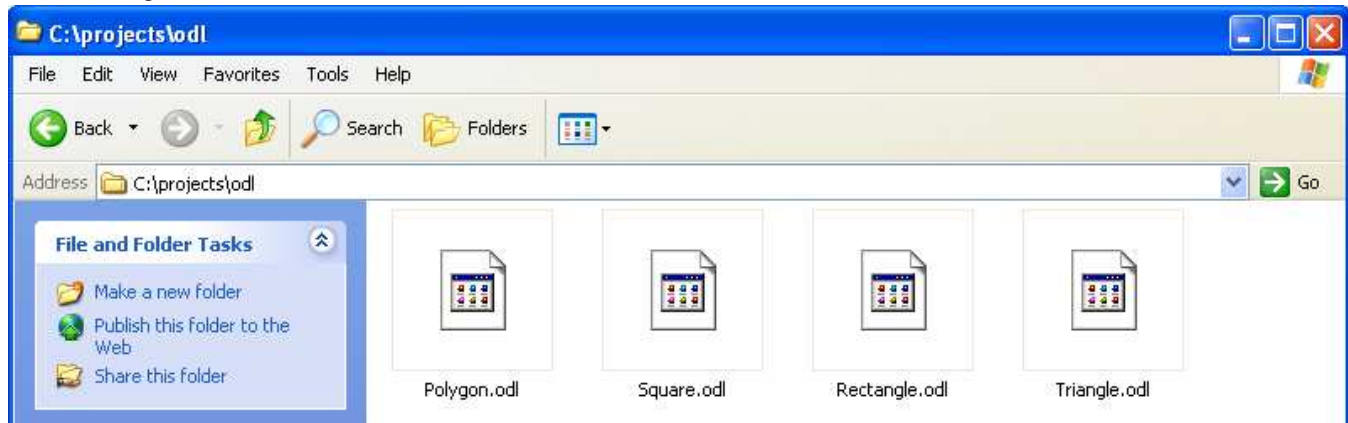 C:\projects\odl
File Edit View Favorites Tools Help
Back Search Folders
Address C:\projects\odl Go
File and Folder Tasks
Make a new folder
Publish this folder to the
Web
Share this folder
Polygon.odl Square.odl Rectangle.odl Triangle.odl